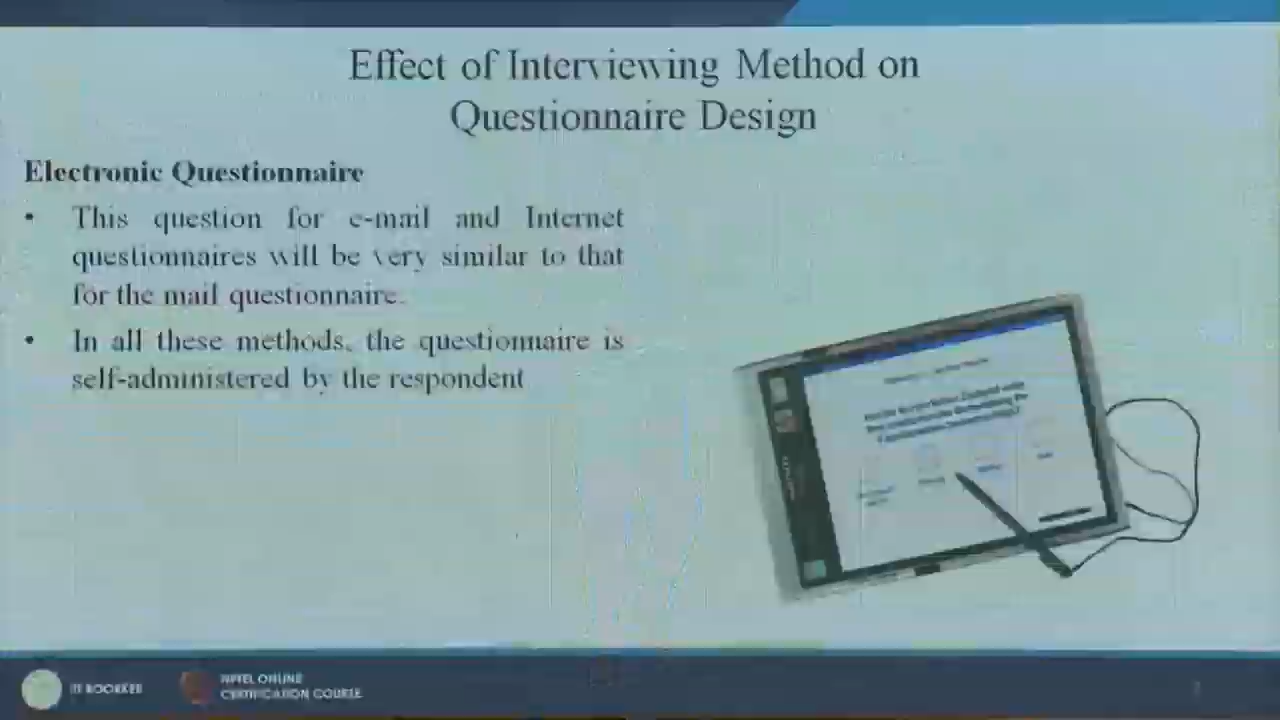 Effect of Interviewing Method on
Questionnaire Design
Electronic Questionnaire
• This question for e-mail and Internet
questionnaires will be very similar to that
for the mail questionnaire.
• In all these methods, the questionnaire is
self-administered by the respondent
IIT ROORKEE
NPTEL ONLINE
CERTIFICATION COURSE